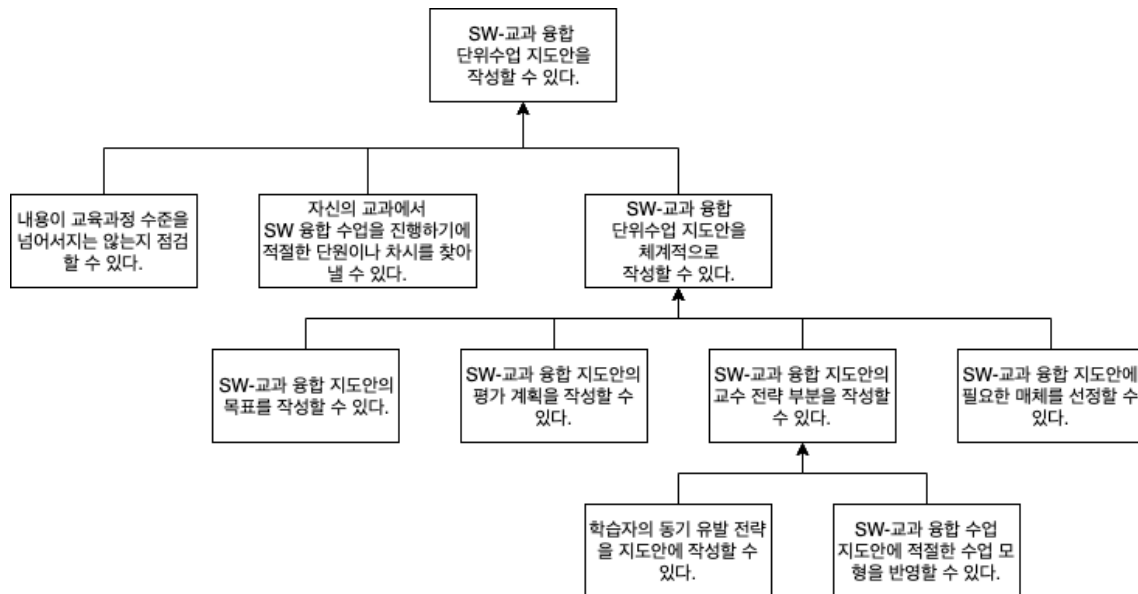 SW-교과 융합
단위수업 지도안을
작성할 수 있다.
내용이 교육과정 수준을
넘어서지는 않는지 점검
할 수 있다.
자신의 교과에서
SW 융합 수업을 진행하기에
적절한 단원이나 차시를 찾아
낼 수 있다.
SW-교과 융합
단위수업 지도안을
체계적으로
작성할 수 있다.
SW-교과 융합 지도안의
목표를 작성할 수 있다.
SW-교과 융합 지도안의
평가 계획을 작성할 수
있다.
SW-교과 융합 지도안의
교수 전략 부분을 작성할
수 있다.
SW-교과 융합 지도안에
필요한 매체를 선정할 수
있다.
학습자의 동기 유발 전략
을 지도안에 작성할 수
있다.
SW-교과 융합 수업
지도안에 적절한 수업 모
형을 반영할 수 있다.